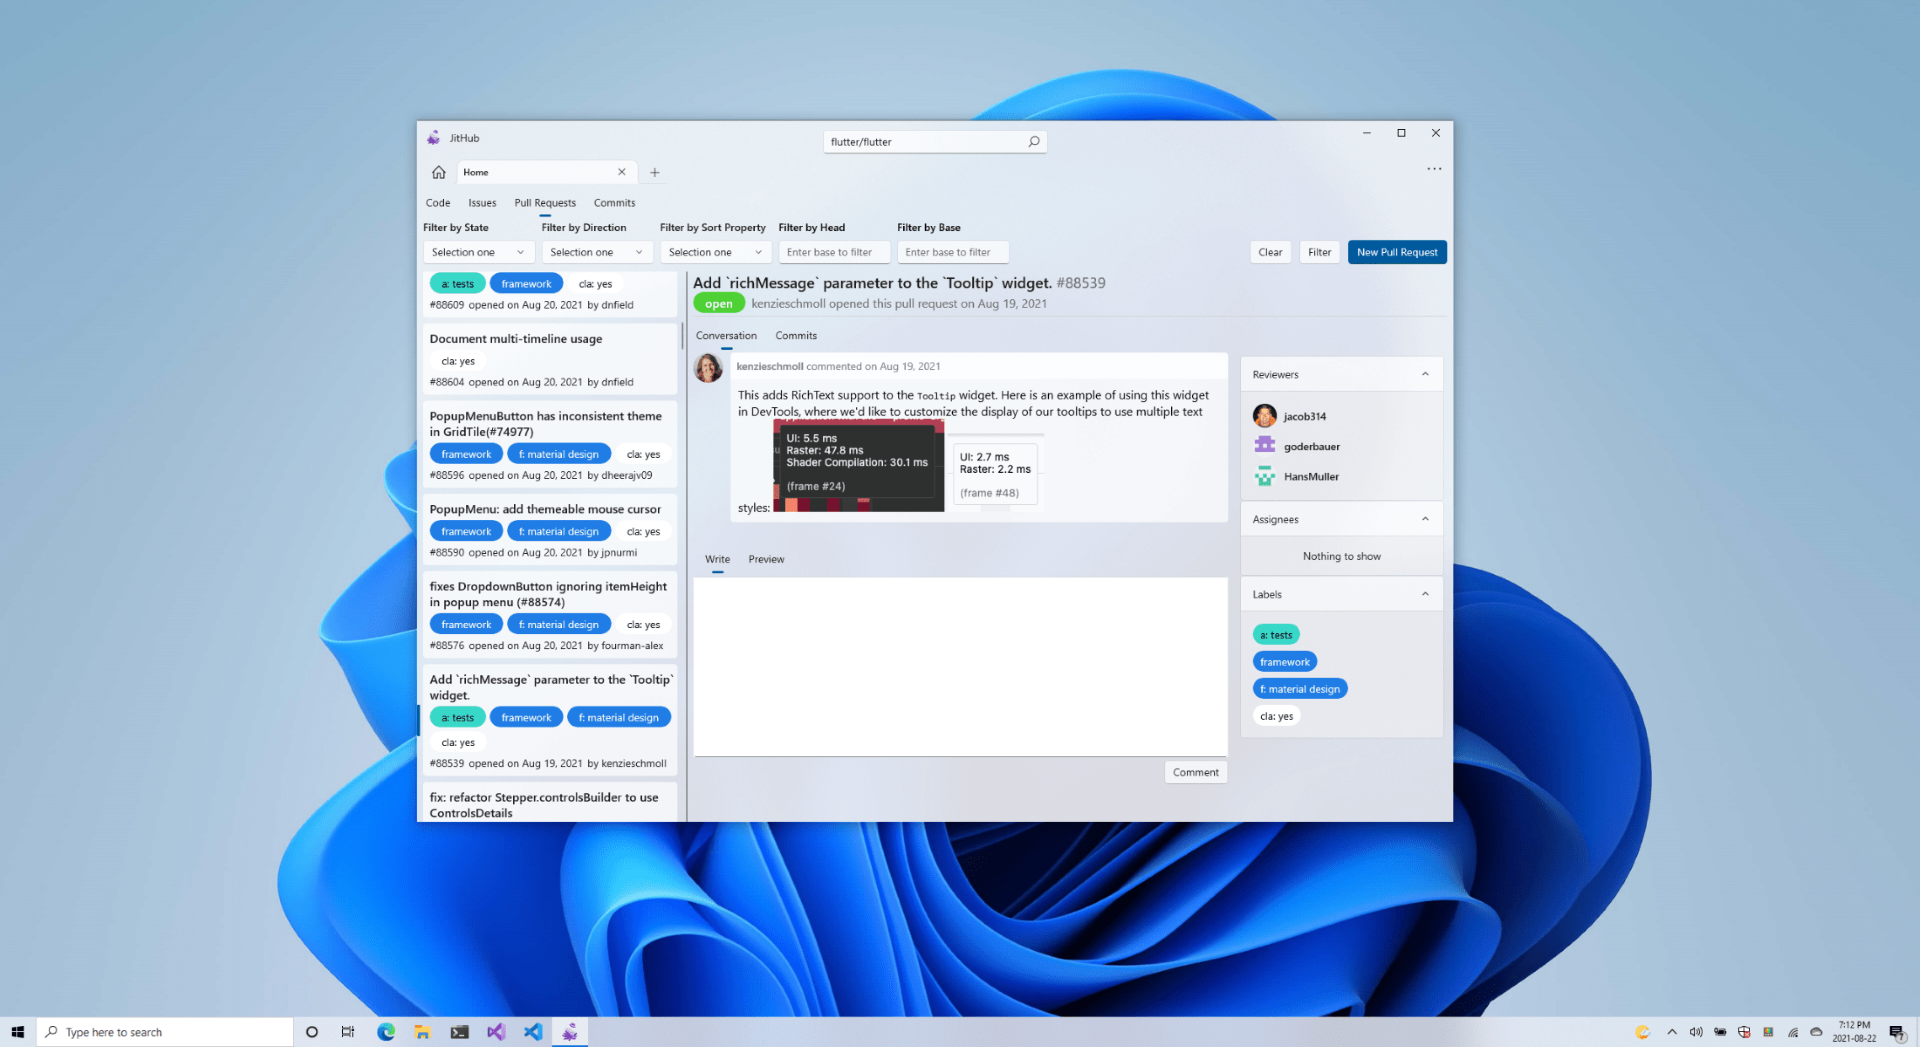 JitHub
flutter/flutter
Home
Code Issues Pull Requests Commits
Filter by State Filter by Direction Filter by Sort Property Filter by Head Filter by Base
Selection one Selection one Selection one Enter base to filter Enter base to filter Clear Filter New Pull Request
a: tests framework cla: yes
#88609 opened on Aug 20, 2021 by dnfield
Document multi-timeline usage
cla: yes
#88604 opened on Aug 20, 2021 by dnfield
PopupMenuButton has inconsistent theme
in GridTile(#74977)
framework f: material design cla: yes
#88596 opened on Aug 20, 2021 by dheerajv09
PopupMenu: add themeable mouse cursor
framework f: material design cla: yes
#88590 opened on Aug 20, 2021 by jpnurmi
fixes DropdownButton ignoring itemHeight
in popup menu (#88574)
framework f: material design cla: yes
#88576 opened on Aug 20, 2021 by fourman-alex
Add `richMessage` parameter to the `Tooltip`
widget.
a: tests framework f: material design
cla: yes
#88539 opened on Aug 19, 2021 by kenzieschmoll
fix: refactor Stepper.controlsBuilder to use
ControlsDetails
Add `richMessage` parameter to the `Tooltip` widget. #88539
open kenzieschmoll opened this pull request on Aug 19, 2021
Conversation Commits
kenzieschmoll commented on Aug 19, 2021
This adds RichText support to the Tooltip widget. Here is an example of using this widget
in DevTools, where we'd like to customize the display of our tooltips to use multiple text
UI: 5.5 ms
Raster: 47.8 ms
Shader Compilation: 30.1 ms
(frame #24)
UI: 2.7 ms
Raster: 2.2 ms
(frame #48)
styles:
Write Preview
Comment
Reviewers
jacob314
goderbauer
HansMuller
Assignees
Nothing to show
Labels
a: tests
framework
f: material design
cla: yes
Type here to search
7:12 PM
2021-08-22